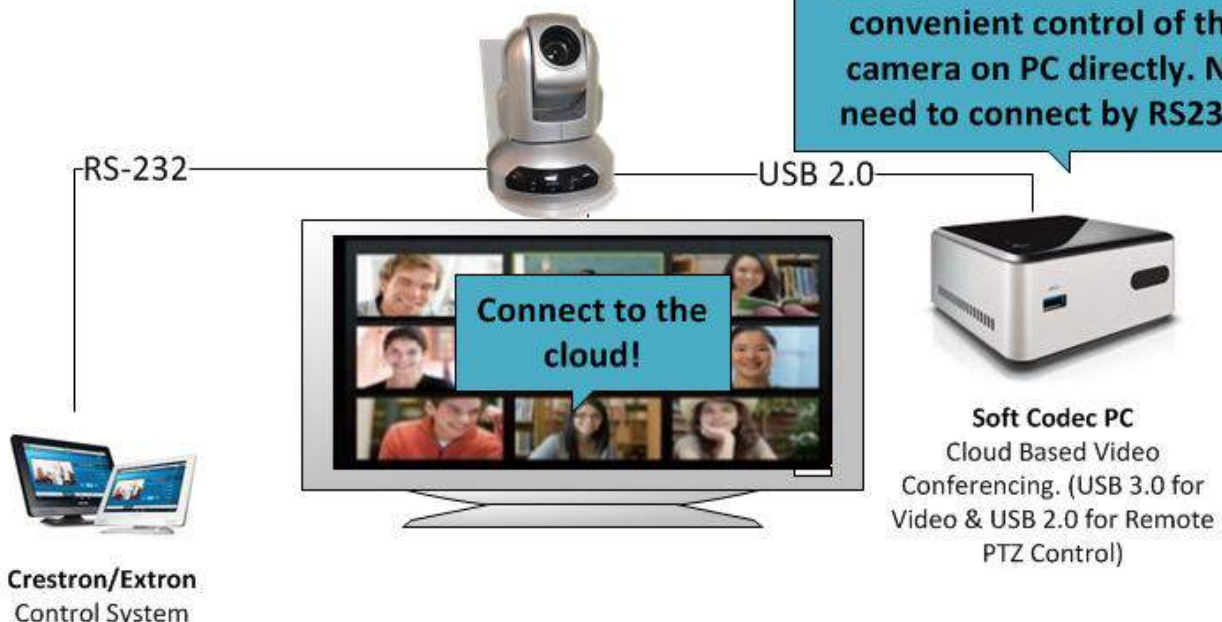 convenient control of th
camera on PC directly. N
need to connect by RS23
RS-232
USB 2.0
Connect to the
cloud!
Soft Codec PC
Cloud Based Video
Conferencing. (USB 3.0 for
Video & USB 2.0 for Remote
PTZ Control)
Crestron/Extron
Control System